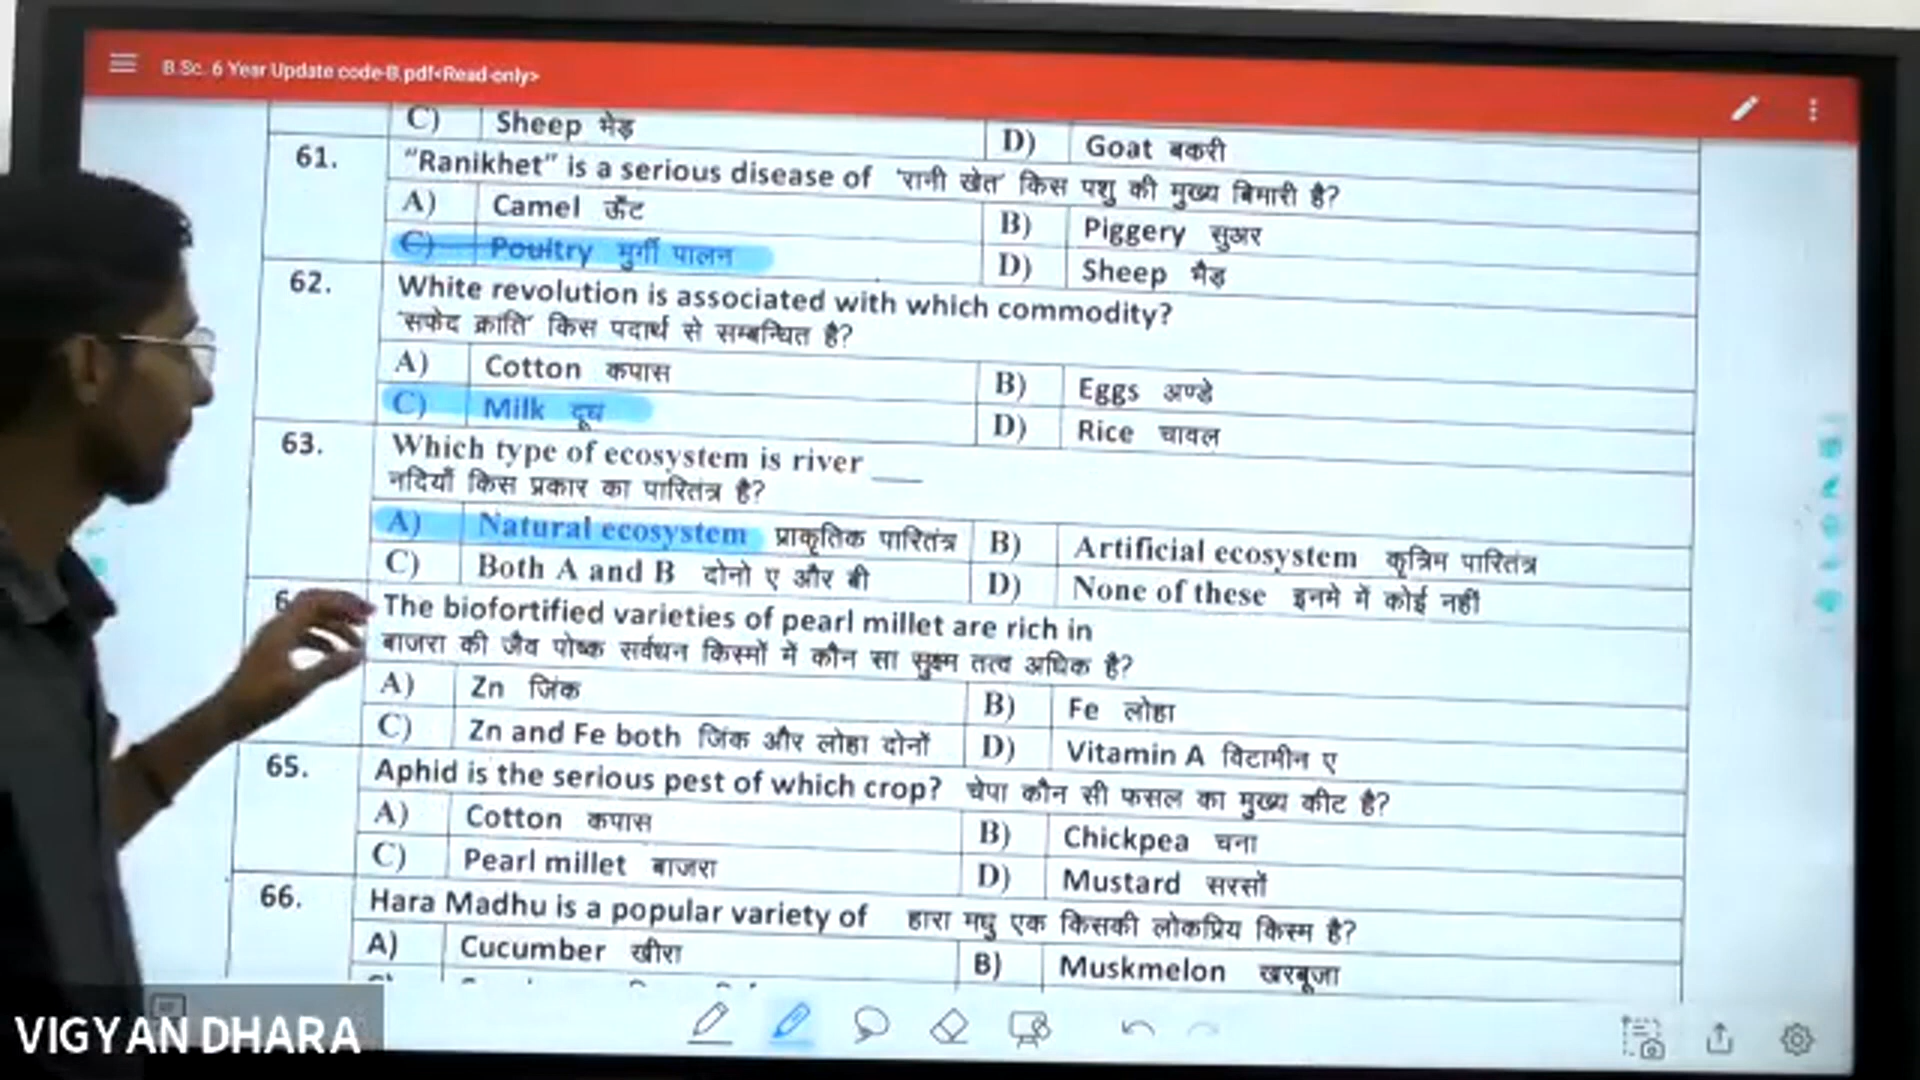 B.Sc. 6 Year Update code-B.pdf<Read-only>
C) Sheep भेड़ D) Goat बकरी
61. "Ranikhet" is a serious disease of 'रानी खेत' किस पशु की मुख्य बिमारी है?
A) Camel ऊँट B) Piggery सुअर
C) Poultry मुर्गी पालन D) Sheep भैड़
62. White revolution is associated with which commodity?
'सफेद क्रांति' किस पदार्थ से सम्बन्धित है?
A) Cotton कपास B) Eggs अण्डे
C) Milk दूध D) Rice चावल
63. Which type of ecosystem is river ___
नदियाँ किस प्रकार का पारितंत्र है?
A) Natural ecosystem प्राकृतिक पारितंत्र B) Artificial ecosystem कृत्रिम पारितंत्र
C) Both A and B दोनो ए और बी D) None of these इनमे में कोई नहीं
6 The biofortified varieties of pearl millet are rich in
बाजरा की जैव पोष्क सर्वधन किस्मों में कौन सा सुक्ष्म तत्व अधिक है?
A) Zn जिंक B) Fe लोहा
C) Zn and Fe both जिंक और लोहा दोनों D) Vitamin A विटामीन ए
65. Aphid is the serious pest of which crop? चेपा कौन सी फसल का मुख्य कीट है?
A) Cotton कपास B) Chickpea चना
C) Pearl millet बाजरा D) Mustard सरसों
66. Hara Madhu is a popular variety of हारा मधु एक किसकी लोकप्रिय किस्म है?
A) Cucumber खीरा B) Muskmelon खरबूजा
VIGYAN DHARA